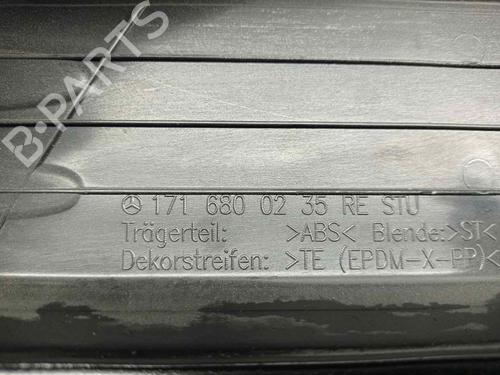 B-PARTS
171 680 02 35 RE STU
Trägerteil: >ABS< Blende: >ST<
Dekorstreifen: >TE (EPDM-X-PP)<